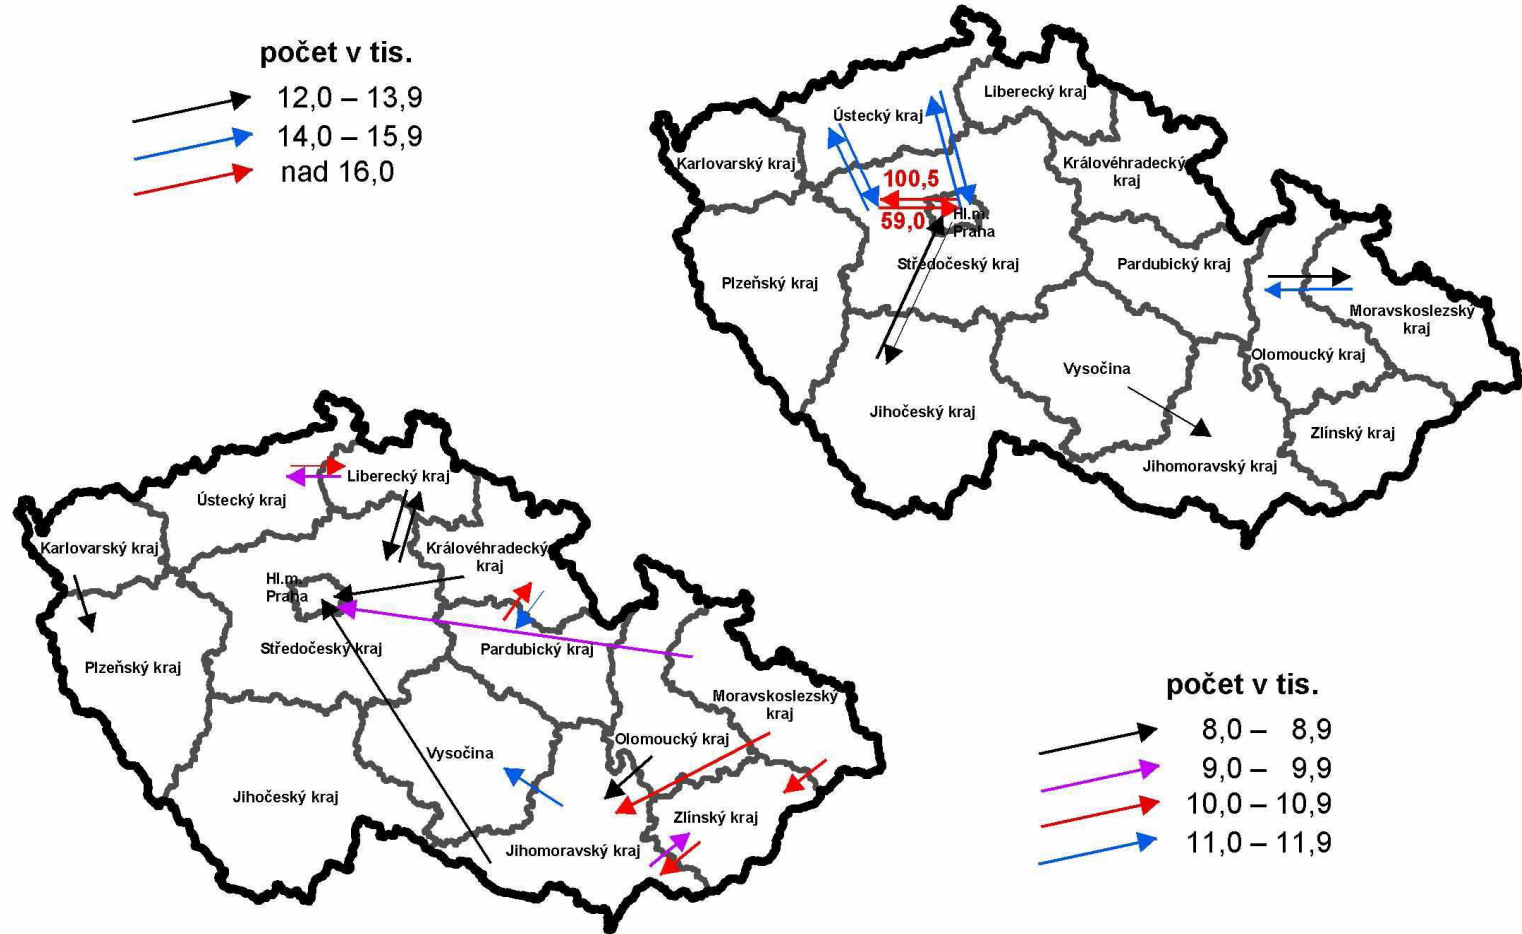 počet v tis.
12,0 – 13,9
14,0 – 15,9
nad 16,0
Liberecký kraj
Ústecký kraj
Karlovarský kraj
Královéhradecký
kraj
100,5
59,0
Hl.m.
Praha
Středočeský kraj
Pardubický kraj
Plzeňský kraj
Moravskoslezský
kraj
Olomoucký kraj
Vysočina
Jihočeský kraj
Zlínský kraj
Jihomoravský kraj
Liberecký kraj
Ústecký kraj
Karlovarský kraj
Královéhradecký
kraj
Hl.m.
Praha
Středočeský kraj
Pardubický kraj
Plzeňský kraj
Moravskoslezský
kraj
Olomoucký kraj
Vysočina
Jihočeský kraj
Zlínský kraj
Jihomoravský kraj
počet v tis.
8,0 – 8,9
9,0 – 9,9
10,0 – 10,9
11,0 – 11,9